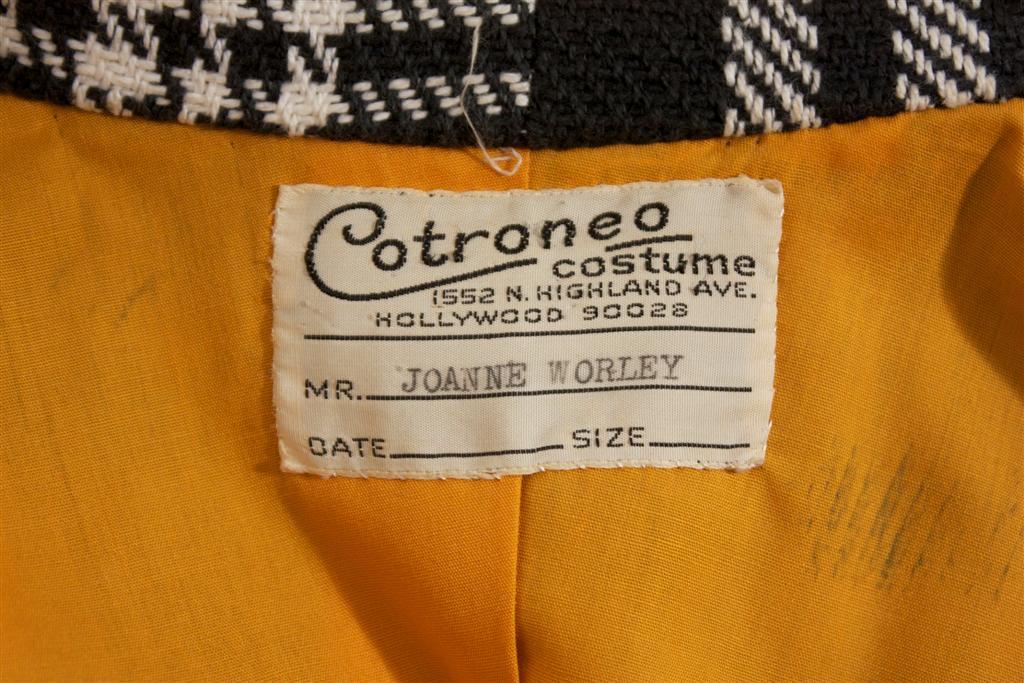 Cotroneo
costume
1552 N. HIGHLAND AVE.
HOLLYWOOD 90028
MR. JOANNE WORLEY
DATE SIZE